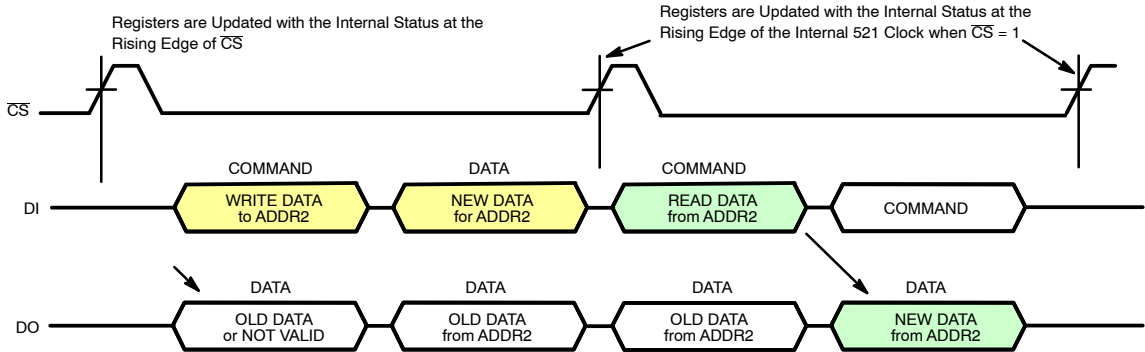 Registers are Updated with the Internal Status at the
Rising Edge of CS
Registers are Updated with the Internal Status at the
Rising Edge of the Internal 521 Clock when CS = 1
CS
COMMAND
DATA
COMMAND
DI
WRITE DATA
to ADDR2
NEW DATA
for ADDR2
READ DATA
from ADDR2
COMMAND
DATA
DATA
DATA
DATA
DO
OLD DATA
or NOT VALID
OLD DATA
from ADDR2
OLD DATA
from ADDR2
NEW DATA
from ADDR2